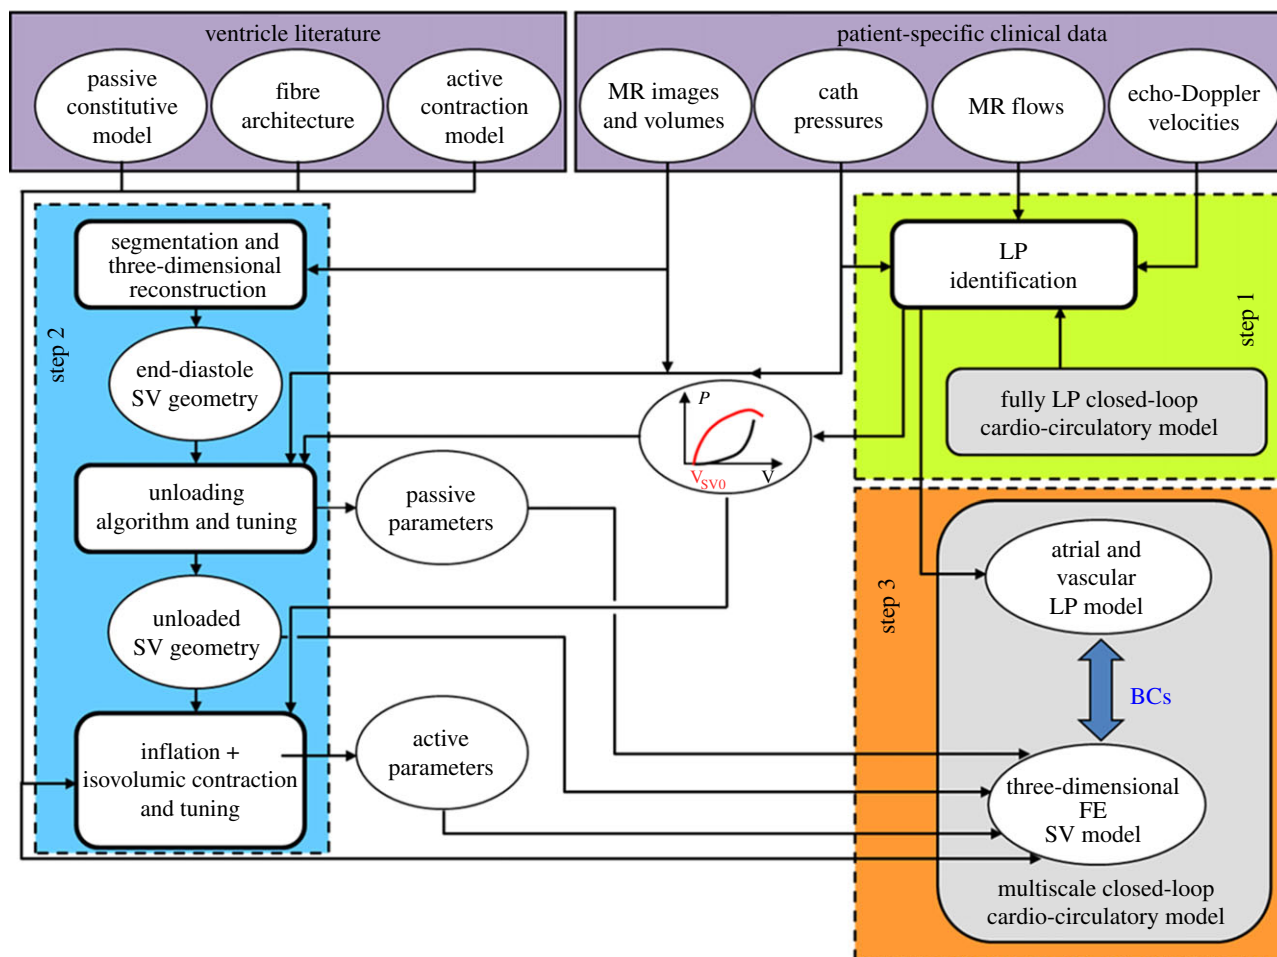 ventricle literature
passive
constitutive
model
fibre
architecture
active
contraction
model
patient-specific clinical data
MR images
and volumes
cath
pressures
MR flows
echo-Doppler
velocities
step 2
segmentation and
three-dimensional
reconstruction
end-diastole
SV geometry
unloading
algorithm and tuning
passive
parameters
unloaded
SV geometry
inflation +
isovolumic contraction
and tuning
active
parameters
P
V
VSV0
step 1
LP
identification
fully LP closed-loop
cardio-circulatory model
step 3
atrial and
vascular
LP model
BCs
three-dimensional
FE
SV model
multiscale closed-loop
cardio-circulatory model